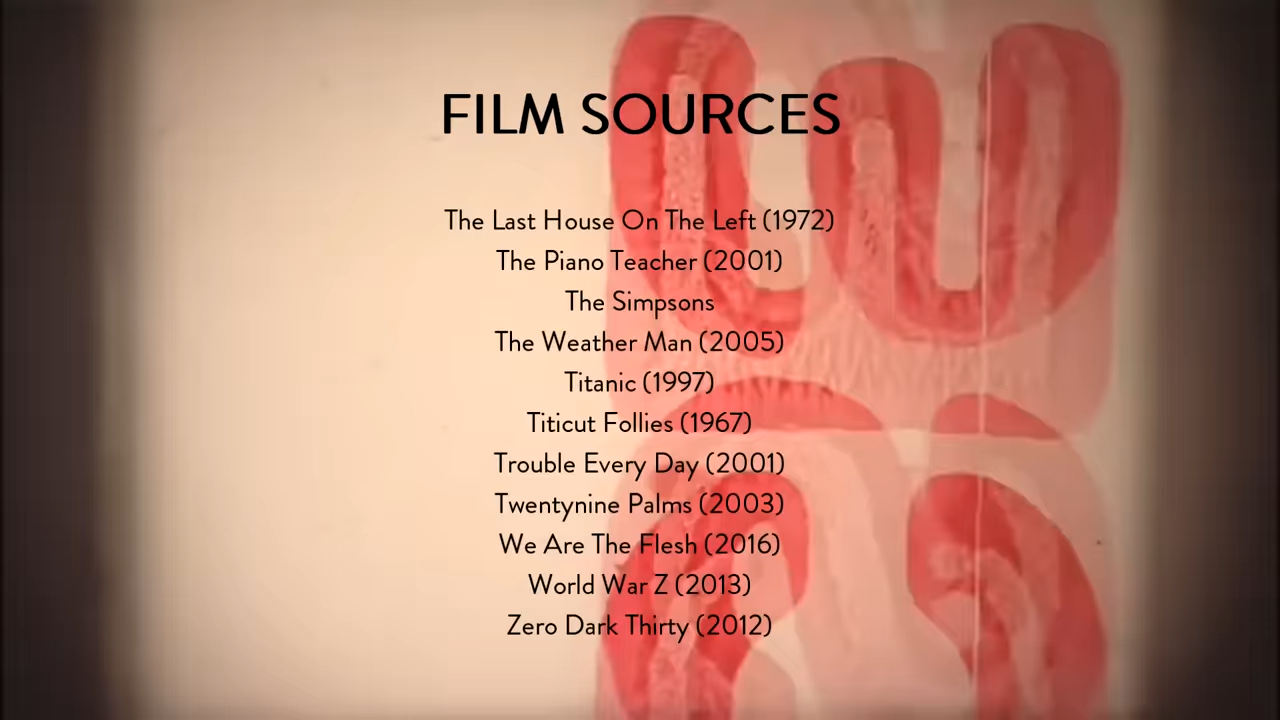 FILM SOURCES
The Last House On The Left (1972)
The Piano Teacher (2001)
The Simpsons
The Weather Man (2005)
Titanic (1997)
Titicut Follies (1967)
Trouble Every Day (2001)
Twentynine Palms (2003)
We Are The Flesh (2016)
World War Z (2013)
Zero Dark Thirty (2012)